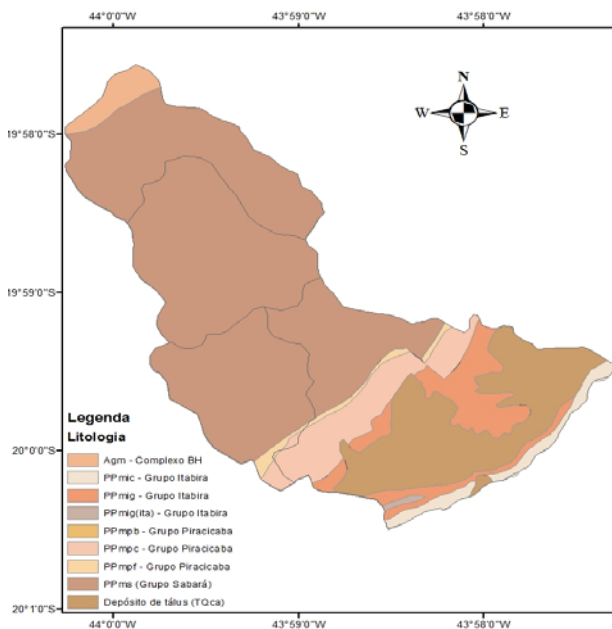 44°0'0"W 43°59'0"W 43°58'0"W
N
W E
S
19°58'0"S
19°59'0"S
20°0'0"S
20°1'0"S
Legenda
Litologia
Agm - Complexo BH
PPmic - Grupo Itabira
PPmig - Grupo Itabira
PPmig(ita) - Grupo Itabira
PPmpb - Grupo Piracicaba
PPmpc - Grupo Piracicaba
PPmpf - Grupo Piracicaba
PPms (Grupo Sabará)
Depósito de tálus (TQca)
44°0'0"W 43°59'0"W 43°58'0"W